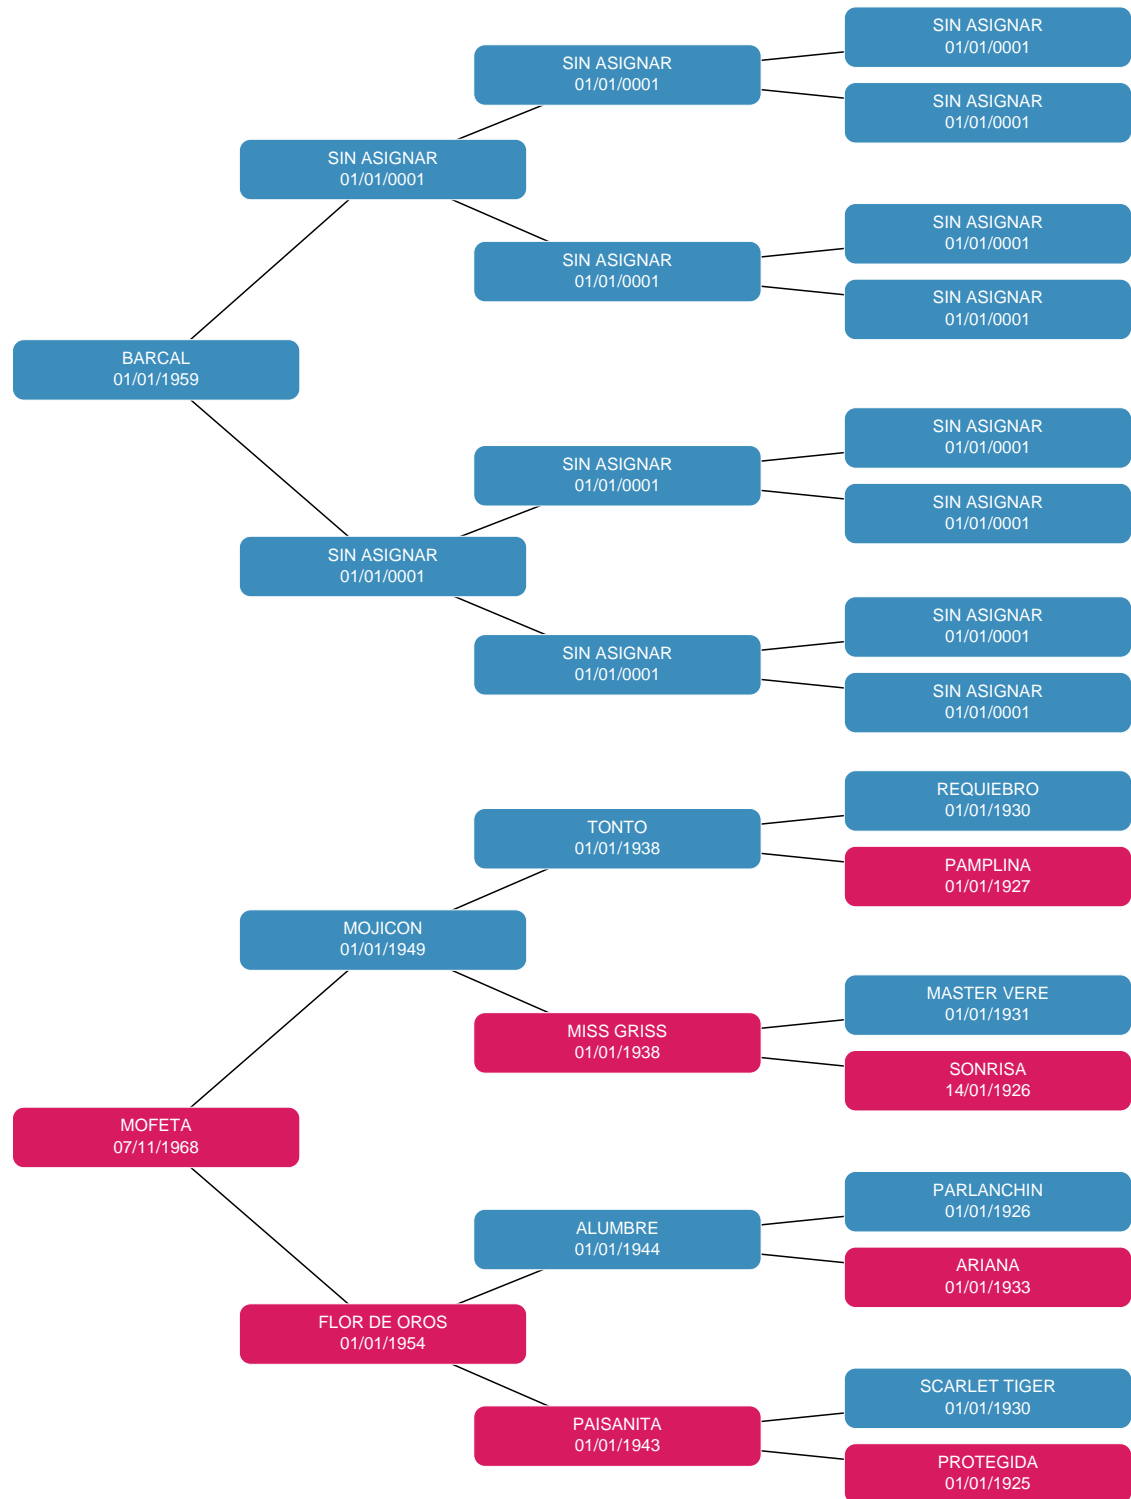 SIN ASIGNAR
01/01/0001
SIN ASIGNAR
01/01/0001
SIN ASIGNAR
01/01/0001
SIN ASIGNAR
01/01/0001
SIN ASIGNAR
01/01/0001
SIN ASIGNAR
01/01/0001
SIN ASIGNAR
01/01/0001
BARCAL
01/01/1959
SIN ASIGNAR
01/01/0001
SIN ASIGNAR
01/01/0001
SIN ASIGNAR
01/01/0001
SIN ASIGNAR
01/01/0001
SIN ASIGNAR
01/01/0001
SIN ASIGNAR
01/01/0001
SIN ASIGNAR
01/01/0001
REQUIEBRO
01/01/1930
TONTO
01/01/1938
PAMPLINA
01/01/1927
MOJICON
01/01/1949
MASTER VERE
01/01/1931
MISS GRISS
01/01/1938
SONRISA
14/01/1926
MOFETA
07/11/1968
PARLANCHIN
01/01/1926
ALUMBRE
01/01/1944
ARIANA
01/01/1933
FLOR DE OROS
01/01/1954
SCARLET TIGER
01/01/1930
PAISANITA
01/01/1943
PROTEGIDA
01/01/1925